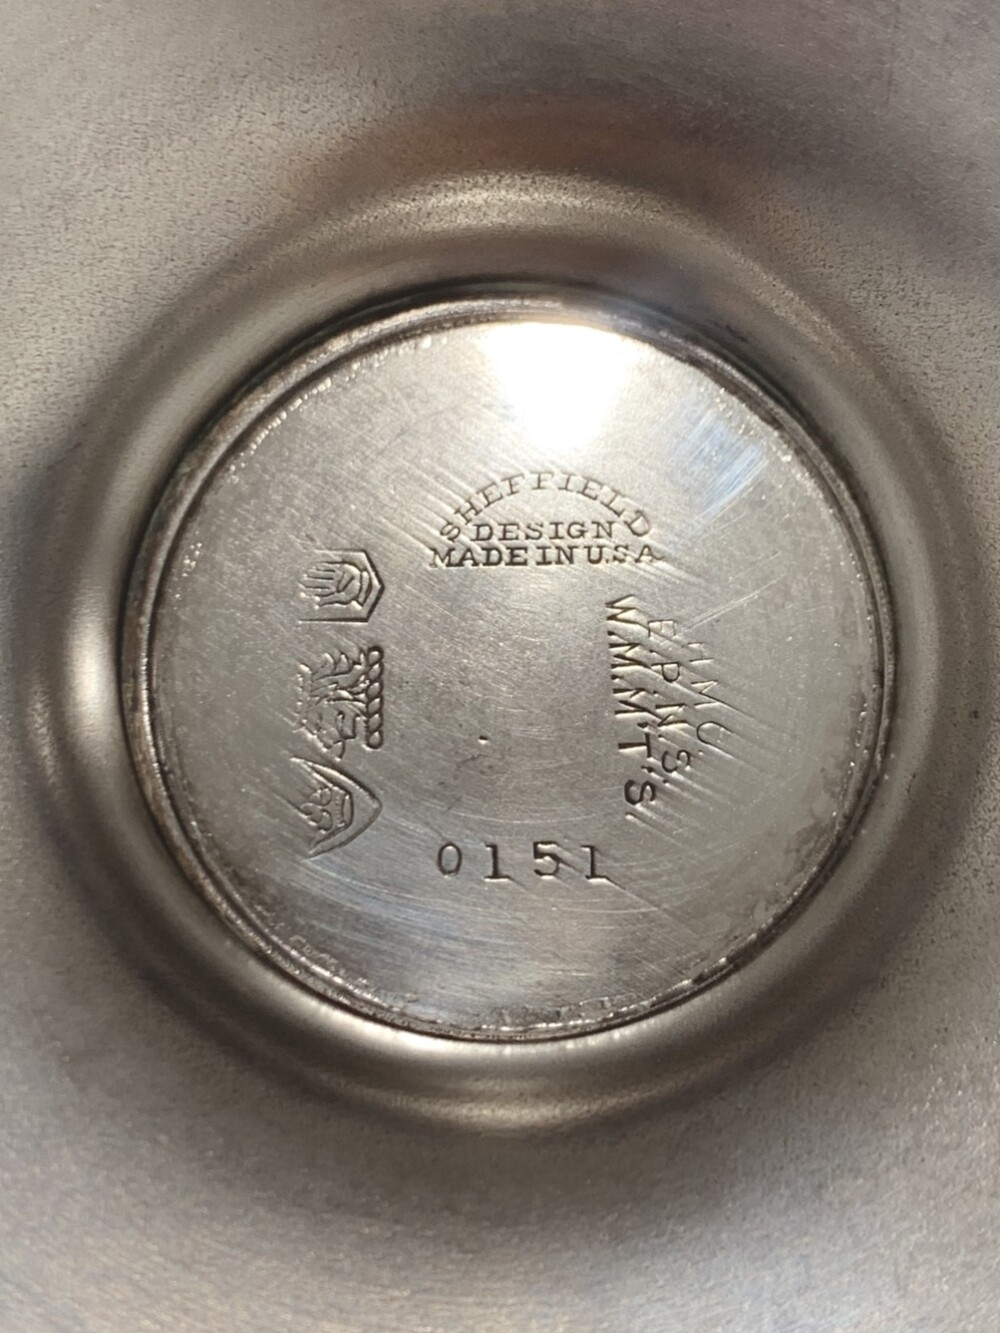 SHEFFIELD
DESIGN
MADE IN U.S.A.
E.P.N.S.
W.M.M'T'S.
0151